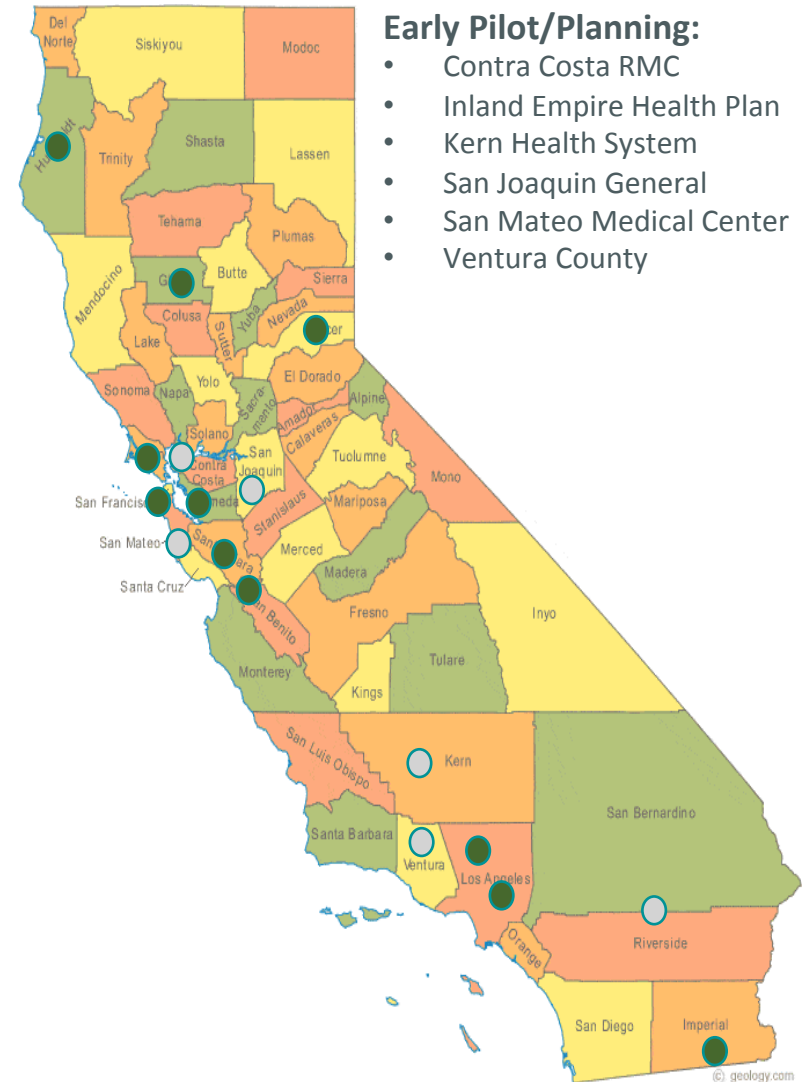 Early Pilot/Planning:
• Contra Costa RMC
• Inland Empire Health Plan
• Kern Health System
• San Joaquin General
• San Mateo Medical Center
• Ventura County
Del
Norte
Siskiyou
Modoc
Trinity
Shasta
Lassen
Tehama
Plumas
Mendocino
Butte
Sierra
Colusa
Yuba
Nevada
Lake
Sutter
El Dorado
Sonoma
Napa
Yolo
Sacra-
mento
Alpine
Amador
Solano
Calaveras
San
Joaquin
Contra
Costa
Tuolumne
Mono
Stanislaus
Mariposa
San Mateo
Merced
Madera
Santa Cruz
Fresno
Inyo
Monterey
Tulare
Kings
San Luis Obispo
Kern
San Bernardino
Santa Barbara
Ventura
Los Angeles
Orange
Riverside
San Diego
Imperial
(c) geology.com